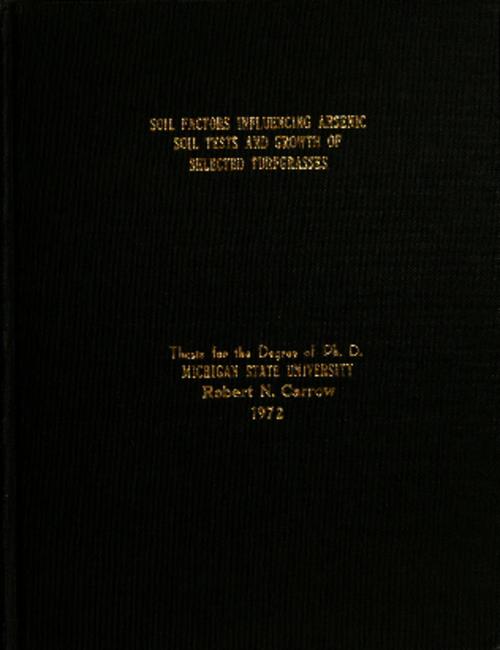 SOIL FACTORS INFLUENCING ARSENIC
SOIL TESTS AND GROWTH OF
SELECTED TURFGRASSES
Thesis for the Degree of Ph. D.
MICHIGAN STATE UNIVERSITY
Robert N. Carrow
1972